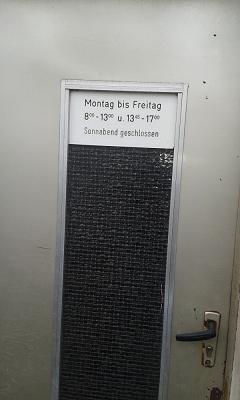 Montag bis Freitag
8⁰⁰ - 13⁰⁰ u. 13⁴⁵ - 17⁰⁰
Sonnabend geschlossen